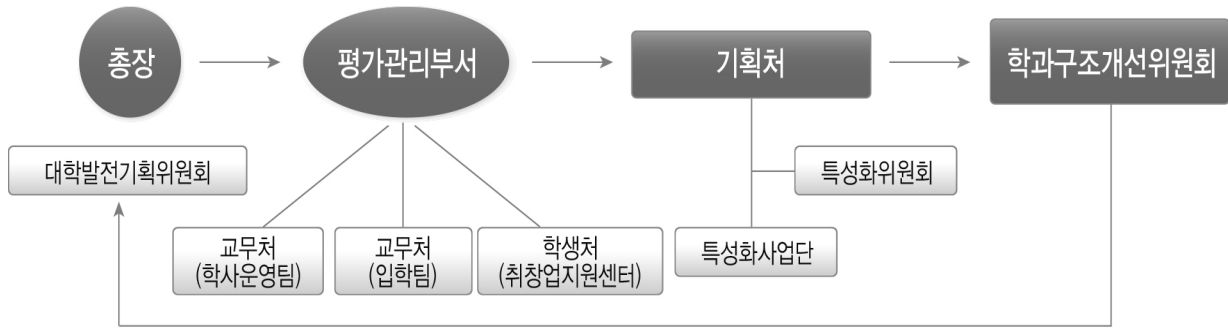 총장
평가관리부서
기획처
학과구조개선위원회
대학발전기획위원회
특성화위원회
교무처
(학사운영팀)
교무처
(입학팀)
학생처
(취창업지원센터)
특성화사업단